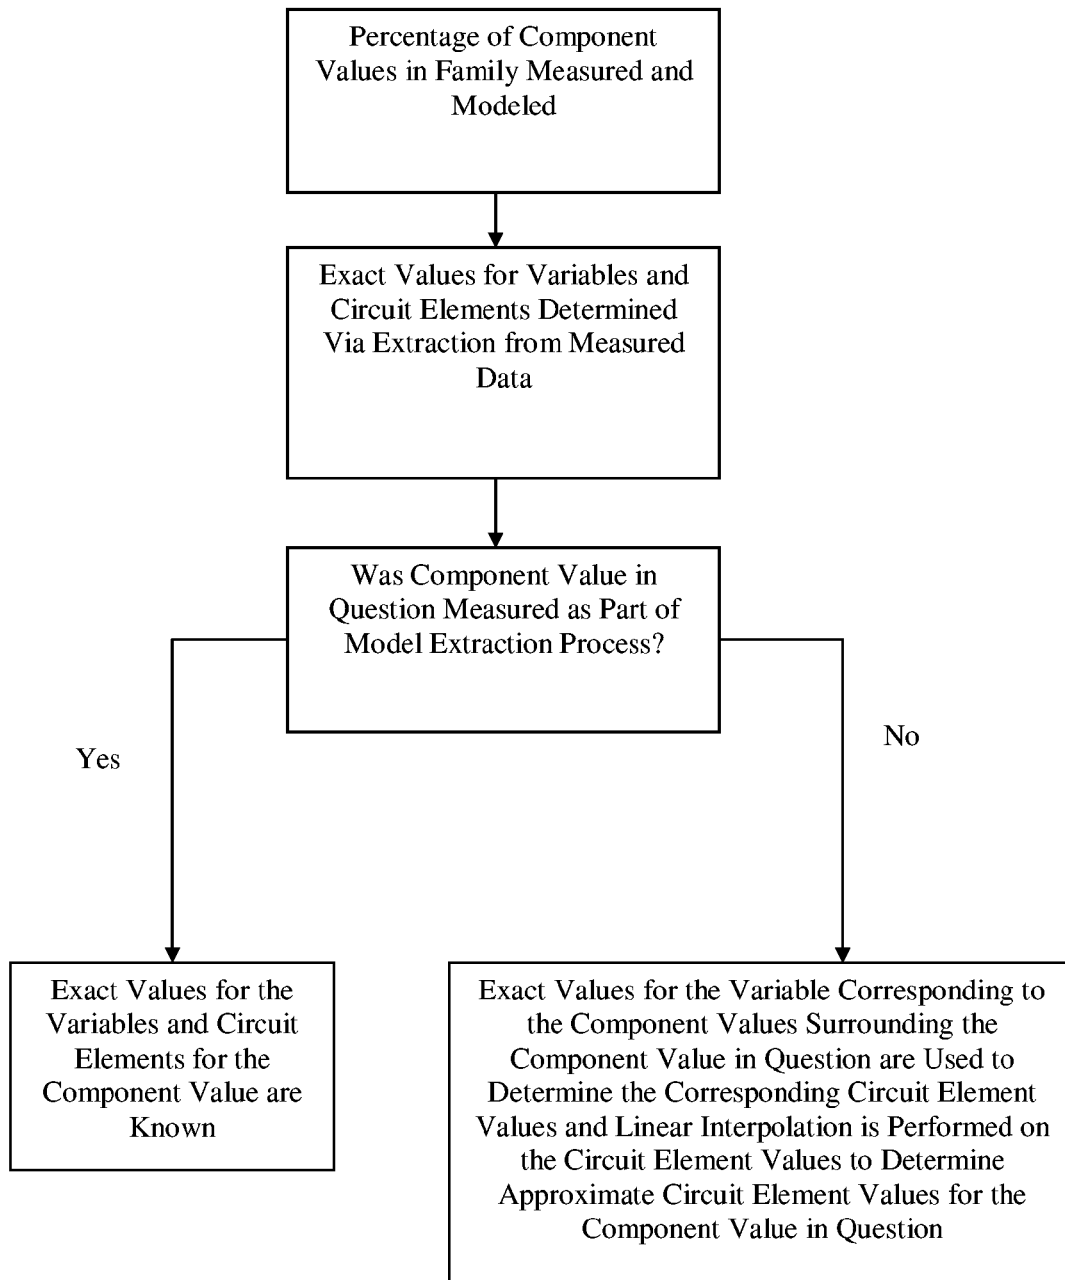 Percentage of Component
Values in Family Measured and
Modeled
Exact Values for Variables and
Circuit Elements Determined
Via Extraction from Measured
Data
Was Component Value in
Question Measured as Part of
Model Extraction Process?
Yes
No
Exact Values for the
Variables and Circuit
Elements for the
Component Value are
Known
Exact Values for the Variable Corresponding to
the Component Values Surrounding the
Component Value in Question are Used to
Determine the Corresponding Circuit Element
Values and Linear Interpolation is Performed on
the Circuit Element Values to Determine
Approximate Circuit Element Values for the
Component Value in Question